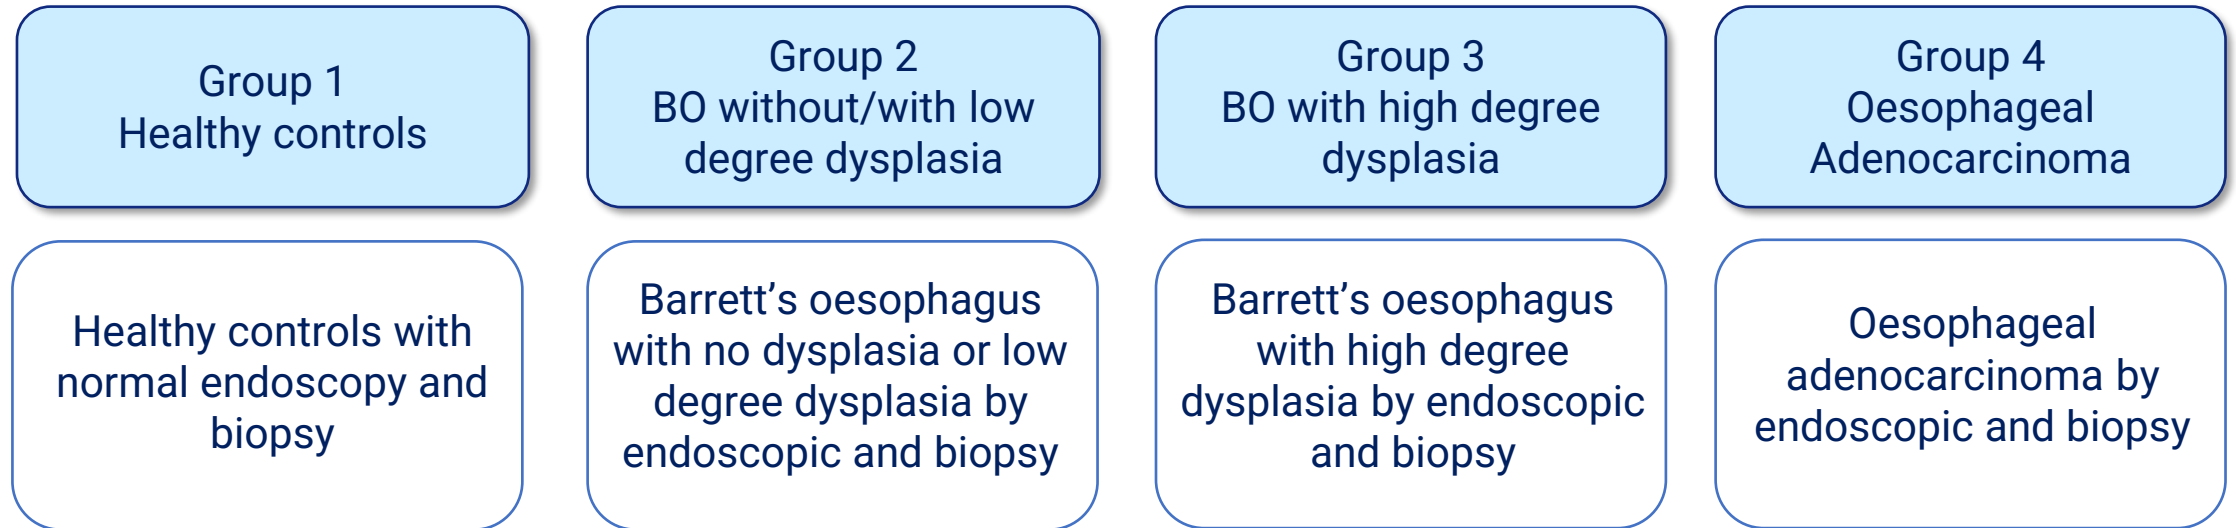 Group 1
Healthy controls
Group 2
BO without/with low
degree dysplasia
Group 3
BO with high degree
dysplasia
Group 4
Oesophageal
Adenocarcinoma
Healthy controls with
normal endoscopy and
biopsy
Barrett’s oesophagus
with no dysplasia or low
degree dysplasia by
endoscopic and biopsy
Barrett’s oesophagus
with high degree
dysplasia by endoscopic
and biopsy
Oesophageal
adenocarcinoma by
endoscopic and biopsy